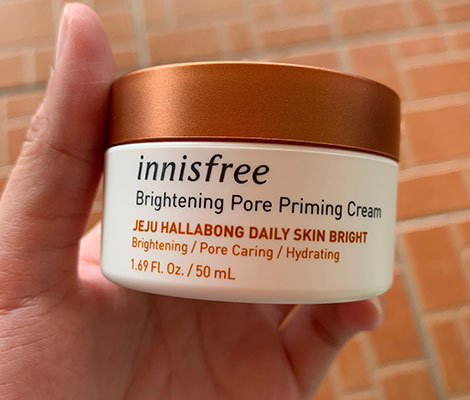 innisfree
Brightening Pore Priming Cream
JEJU HALLABONG DAILY SKIN BRIGHT
Brightening / Pore Caring / Hydrating
1.69 Fl. Oz. / 50 mL